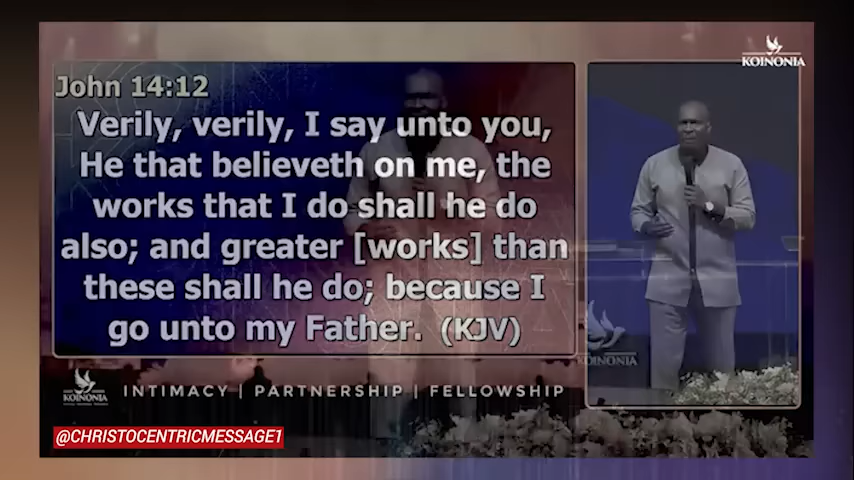 KOINONIA
John 14:12
Verily, verily, I say unto you,
He that believeth on me, the
works that I do shall he do
also; and greater [works] than
these shall he do; because I
go unto my Father. (KJV)
KOINONIA
KOINONIA
INTIMACY | PARTNERSHIP | FELLOWSHIP
@CHRISTOCENTRICMESSAGE1